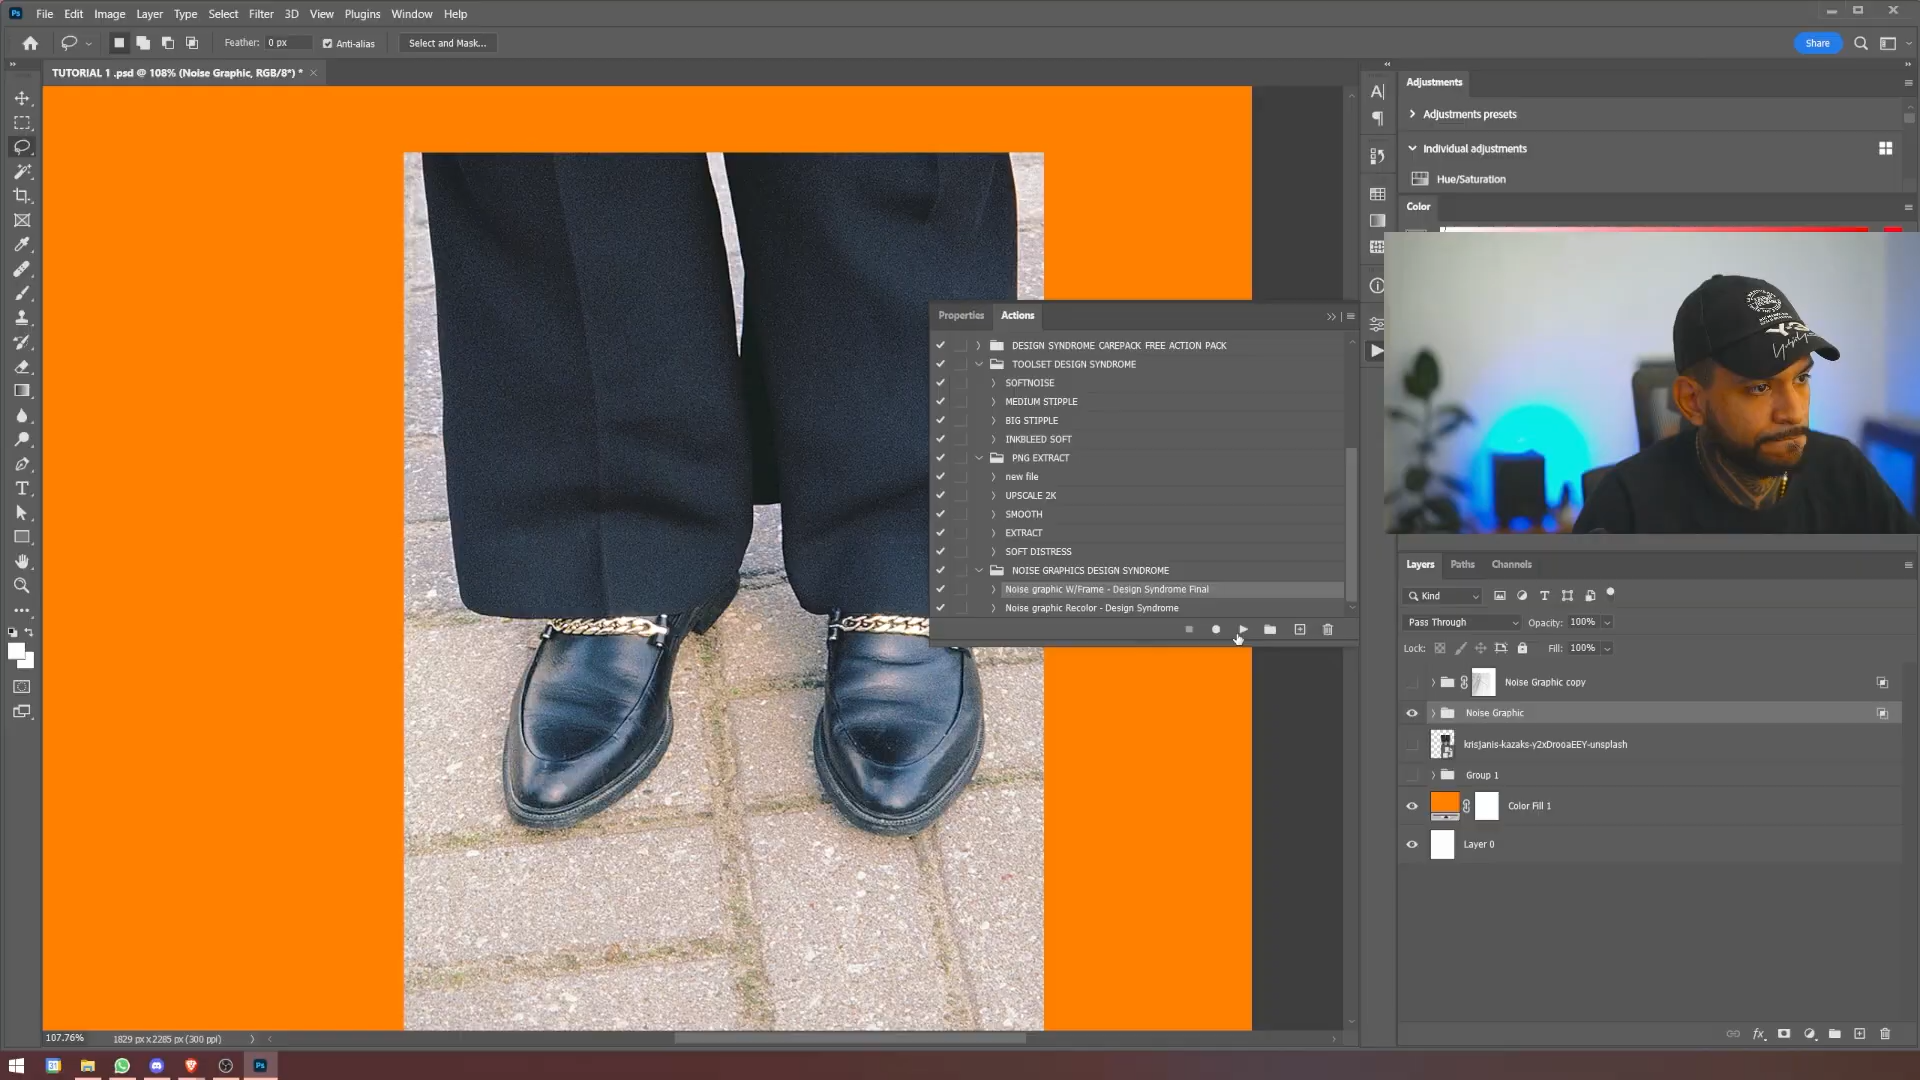 Ps File Edit Image Layer Type Select Filter 3D View Plugins Window Help
Feather: 0 px Anti-alias Select and Mask... Share
TUTORIAL 1 .psd @ 108% (Noise Graphic, RGB/8*) *
Adjustments
Adjustments presets
Individual adjustments
Hue/Saturation
Color
Properties Actions
DESIGN SYNDROME CAREPACK FREE ACTION PACK
TOOLSET DESIGN SYNDROME
SOFTNOISE
MEDIUM STIPPLE
BIG STIPPLE
INKBLEED SOFT
PNG EXTRACT
new file
UPSCALE 2K
SMOOTH
EXTRACT
SOFT DISTRESS
NOISE GRAPHICS DESIGN SYNDROME
Noise graphic W/Frame - Design Syndrome Final
Noise graphic Recolor - Design Syndrome
Y-3
Layers Paths Channels
Kind
Pass Through Opacity: 100%
Lock: Fill: 100%
Noise Graphic copy
Noise Graphic
krisjanis-kazaks-y2xDrooaEEY-unsplash
Group 1
Color Fill 1
Layer 0
107.76% 1829 px x 2285 px (300 ppi)
Ps